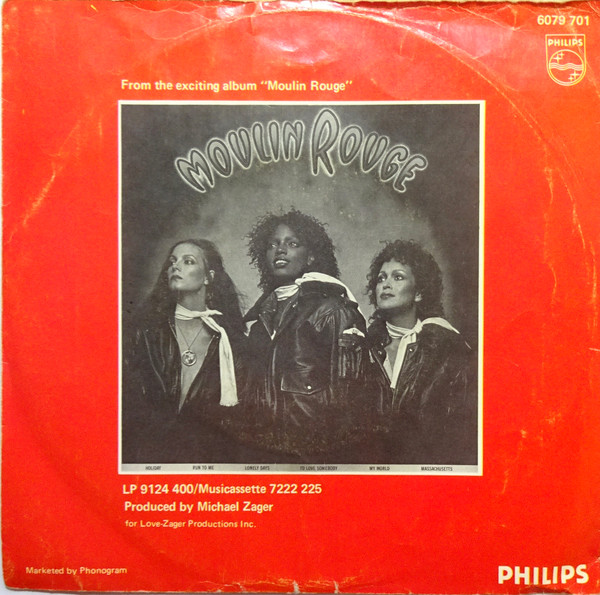 6079 701
PHILIPS
From the exciting album "Moulin Rouge"
MOULIN ROUGE
HOLIDAY RUN TO ME LONELY DAYS TO LOVE SOMEBODY MY WORLD MASSACHUSETTS
LP 9124 400/Musicassette 7222 225
Produced by Michael Zager
for Love-Zager Productions Inc.
Marketed by Phonogram
PHILIPS